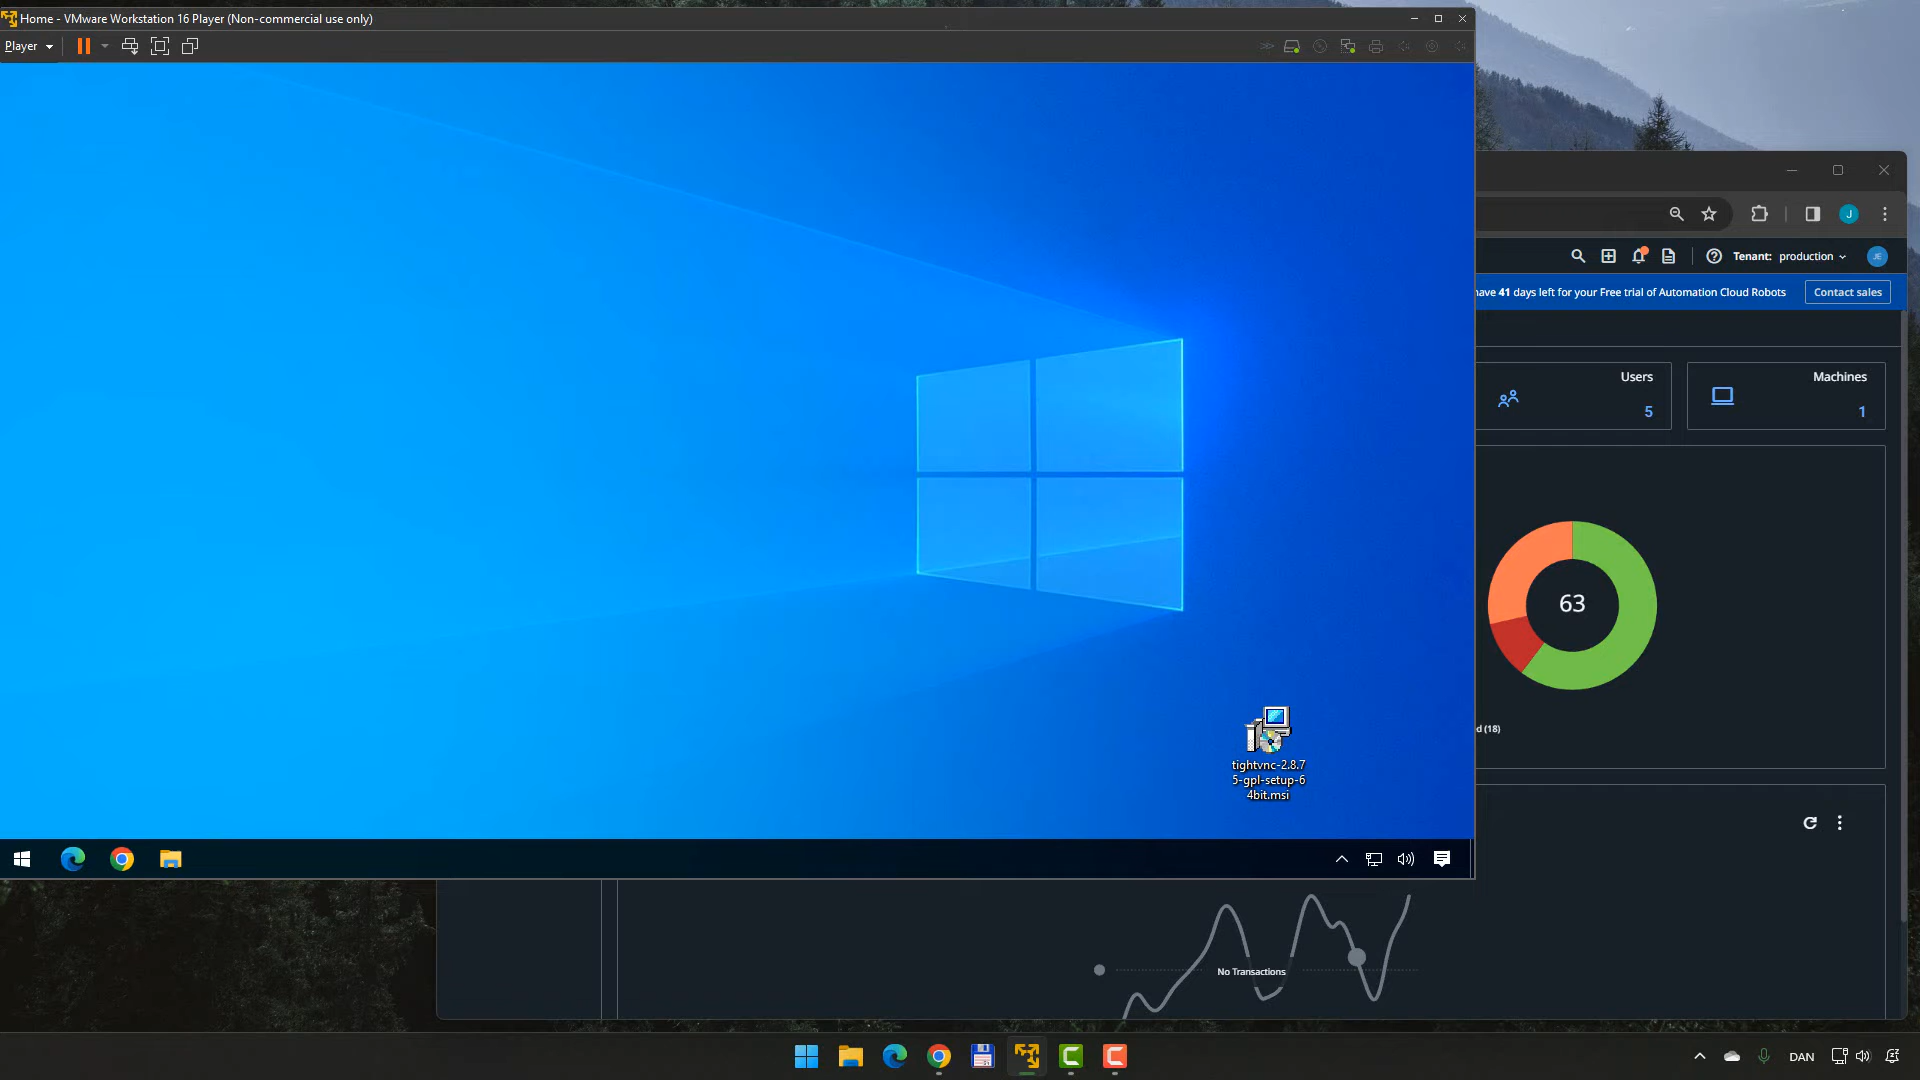 Home - VMware Workstation 16 Player (Non-commercial use only)
Player
Tenant: production
JE
J
have 41 days left for your Free trial of Automation Cloud Robots
Contact sales
Users
5
Machines
1
63
d (18)
tightvnc-2.8.7
5-gpl-setup-6
4bit.msi
No Transactions
DAN